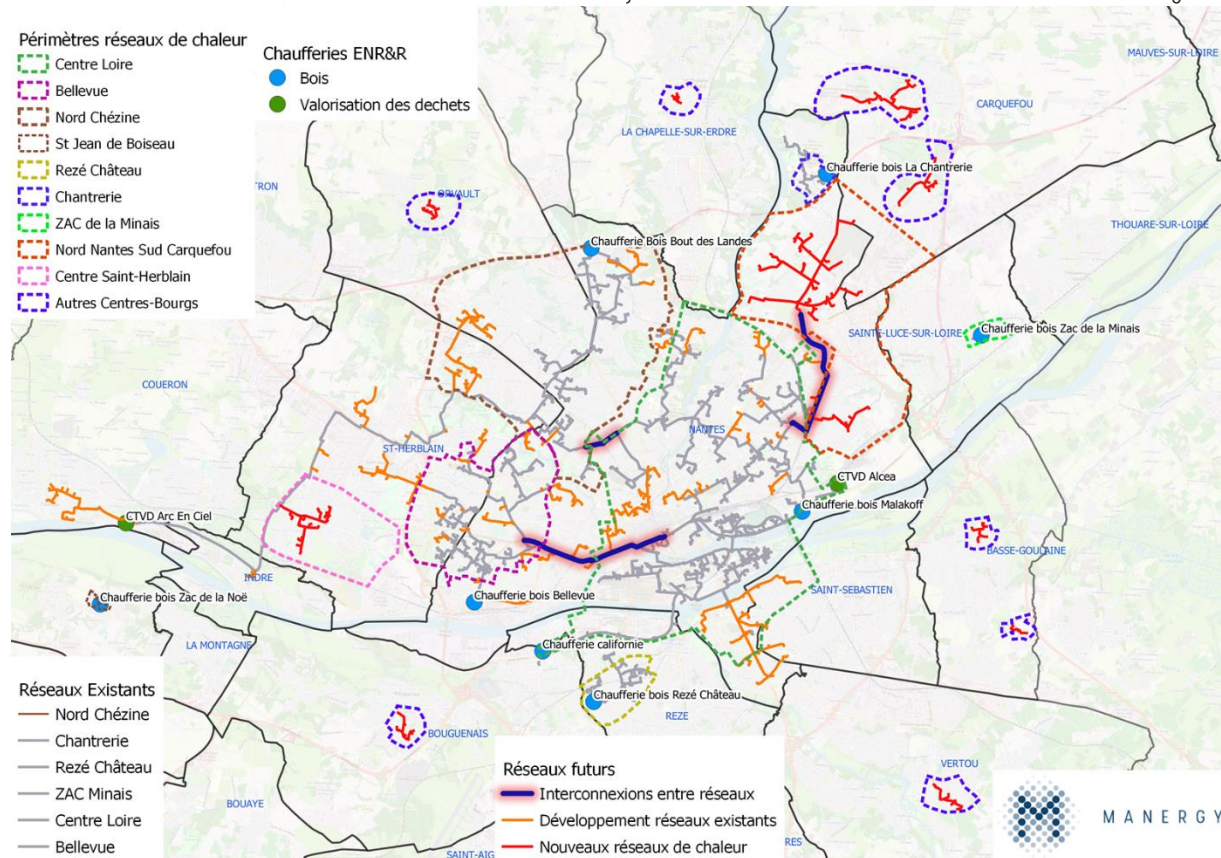 Périmètres réseaux de chaleur
Centre Loire
Bellevue
Nord Chézine
St Jean de Boiseau
Rezé Château
Chantrerie
ZAC de la Minais
Nord Nantes Sud Carquefou
Centre Saint-Herblain
Autres Centres-Bourgs
Chaufferies ENR&R
Bois
Valorisation des dechets
MAUVES-SUR-LOIRE
CARQUEFOU
LA CHAPELLE-SUR-ERDRE
Chaufferie bois La Chantrerie
TRON
ORVAULT
THOUARE-SUR-LOIRE
Chaufferie Bois Bout des Landes
SAINTE-LUCE-SUR-LOIRE
Chaufferie bois Zac de la Minais
COUERON
ST-HERBLAIN
NANTES
CTVD Alcea
CTVD Arc En Ciel
Chaufferie bois Malakoff
BASSE-GOULAINE
INDRE
Chaufferie bois Zac de la Noë
Chaufferie bois Bellevue
SAINT-SEBASTIEN
LA MONTAGNE
Chaufferie californie
Chaufferie bois Rezé Château
REZE
BOUGUENAIS
VERTOU
BOUAYE
SAINT-AIG
RES
Réseaux Existants
Nord Chézine
Chantrerie
Rezé Château
ZAC Minais
Centre Loire
Bellevue
Réseaux futurs
Interconnexions entre réseaux
Développement réseaux existants
Nouveaux réseaux de chaleur
MANERGY